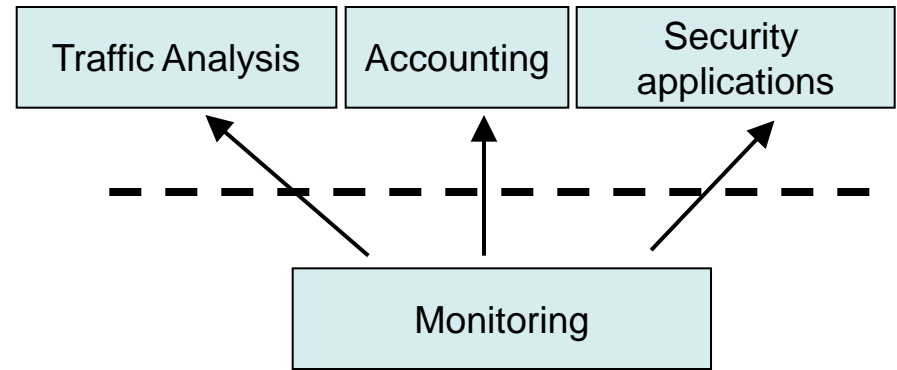 Traffic Analysis
Accounting
Security
applications
Monitoring